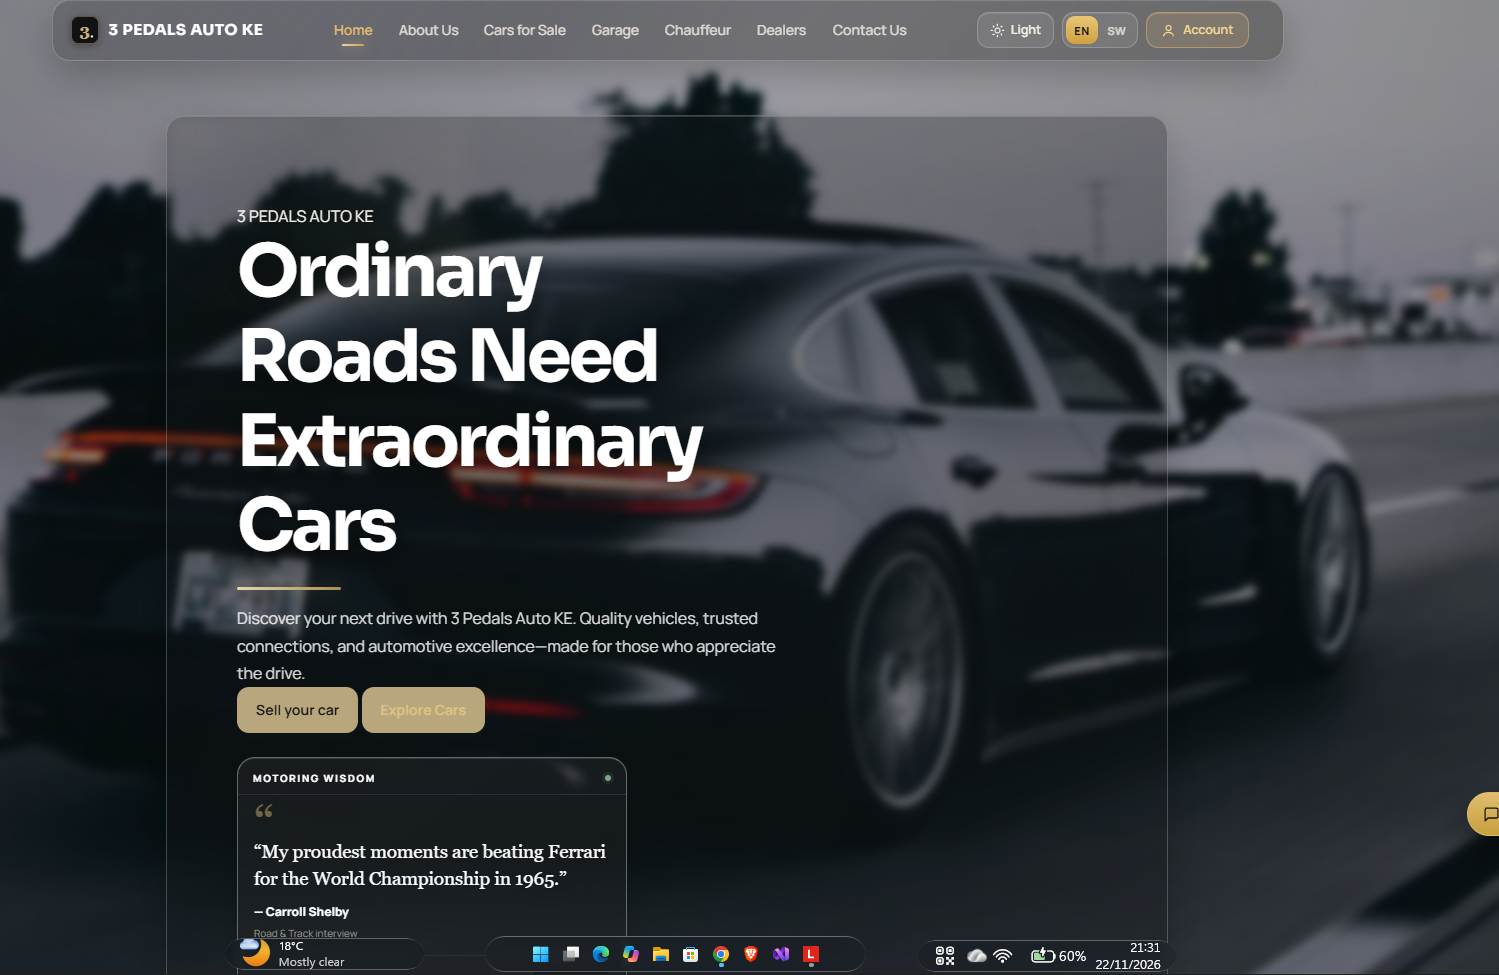 3.
3 PEDALS AUTO KE
Home
About Us
Cars for Sale
Garage
Chauffeur
Dealers
Contact Us
Light
EN
SW
Account
3 PEDALS AUTO KE
Ordinary
Roads Need
Extraordinary
Cars
Discover your next drive with 3 Pedals Auto KE. Quality vehicles, trusted
connections, and automotive excellence—made for those who appreciate
the drive.
Sell your car
Explore Cars
MOTORING WISDOM
“
“My proudest moments are beating Ferrari
for the World Championship in 1965.”
— Carroll Shelby
Road & Track interview
18°C
Mostly clear
L
60%
21:31
22/11/2026